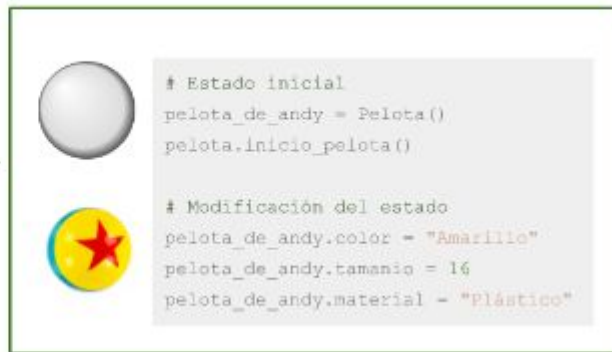 # Estado inicial
pelota_de_andy = Pelota()
pelota.inicio_pelota()
# Modificación del estado
pelota_de_andy.color = "Amarillo"
pelota_de_andy.tamanio = 16
pelota_de_andy.material = "Plástico"